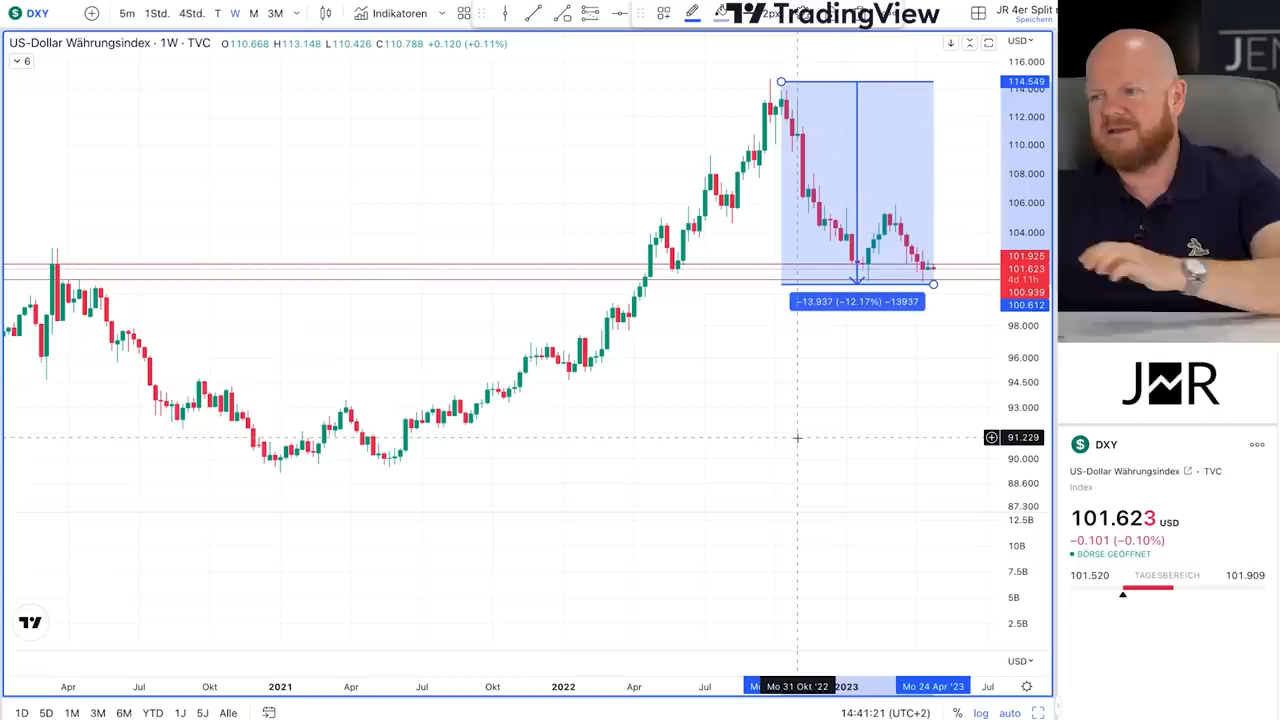 DXY
5m 1Std. 4Std. T W M 3M
Indikatoren
2px
TradingView
JR 4er Split
Speichern
US-Dollar Währungsindex · 1W · TVC O110.668 H113.148 L110.426 C110.788 +0.120 (+0.11%)
6
USD
116.000
114.549
114.000
112.000
110.000
108.000
106.000
104.000
101.925
101.623
4d 11h
100.939
100.612
98.000
96.000
94.500
93.000
91.229
90.000
88.600
87.300
12.5B
10B
7.5B
5B
2.5B
USD
−13.937 (−12.17%) −13937
Apr Jul Okt 2021 Apr Jul Okt 2022 Apr Jul Mo 31 Okt '22 2023 Mo 24 Apr '23 Jul
1D 5D 1M 3M 6M YTD 1J 5J Alle
14:41:21 (UTC+2) % log auto
JEN
JMR
DXY
US-Dollar Währungsindex · TVC
Index
101.623 USD
−0.101 (−0.10%)
BÖRSE GEÖFFNET
101.520 TAGESBEREICH 101.909